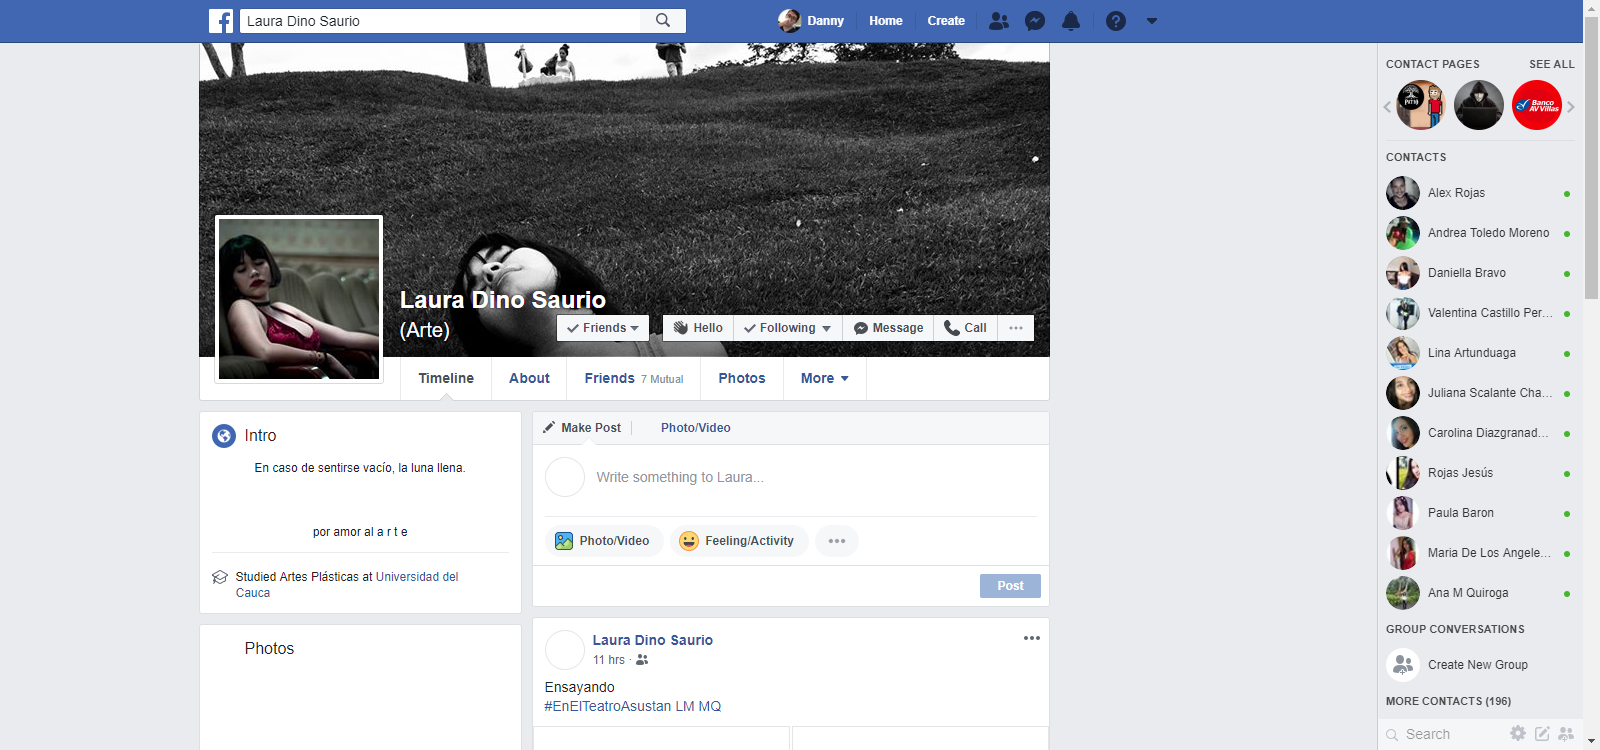 Laura Dino Saurio
Danny
Home
Create
Laura Dino Saurio
(Arte)
Friends
Hello
Following
Message
Call
Timeline
About
Friends 7 Mutual
Photos
More
Intro
En caso de sentirse vacío, la luna llena.
por amor al a r t e
Studied Artes Plásticas at Universidad del
Cauca
Photos
Make Post
Photo/Video
Write something to Laura...
Photo/Video
Feeling/Activity
Post
Laura Dino Saurio
11 hrs ·
Ensayando
#EnElTeatroAsustan LM MQ
CONTACT PAGES
SEE ALL
Banco
AV Villas
CONTACTS
Alex Rojas
Andrea Toledo Moreno
Daniella Bravo
Valentina Castillo Per...
Lina Artunduaga
Juliana Scalante Cha...
Carolina Diazgranad...
Rojas Jesús
Paula Baron
Maria De Los Angele...
Ana M Quiroga
GROUP CONVERSATIONS
Create New Group
MORE CONTACTS (196)
Search